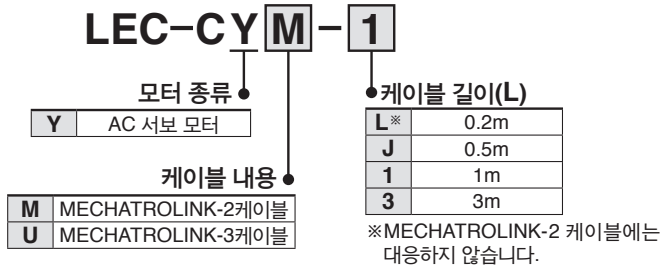 LEC-CYM-1
모터 종류
Y AC 서보 모터
케이블 내용
M MECHATROLINK-2케이블
U MECHATROLINK-3케이블
케이블 길이(L)
L※ 0.2m
J 0.5m
1 1m
3 3m
※MECHATROLINK-2 케이블에는
대응하지 않습니다.